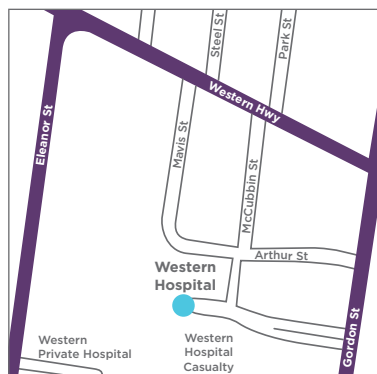 Steel St
Park St
Western Hwy
Eleanor St
Mavis St
McCubbin St
Arthur St
Western
Hospital
Gordon St
Western
Private Hospital
Western
Hospital
Casualty